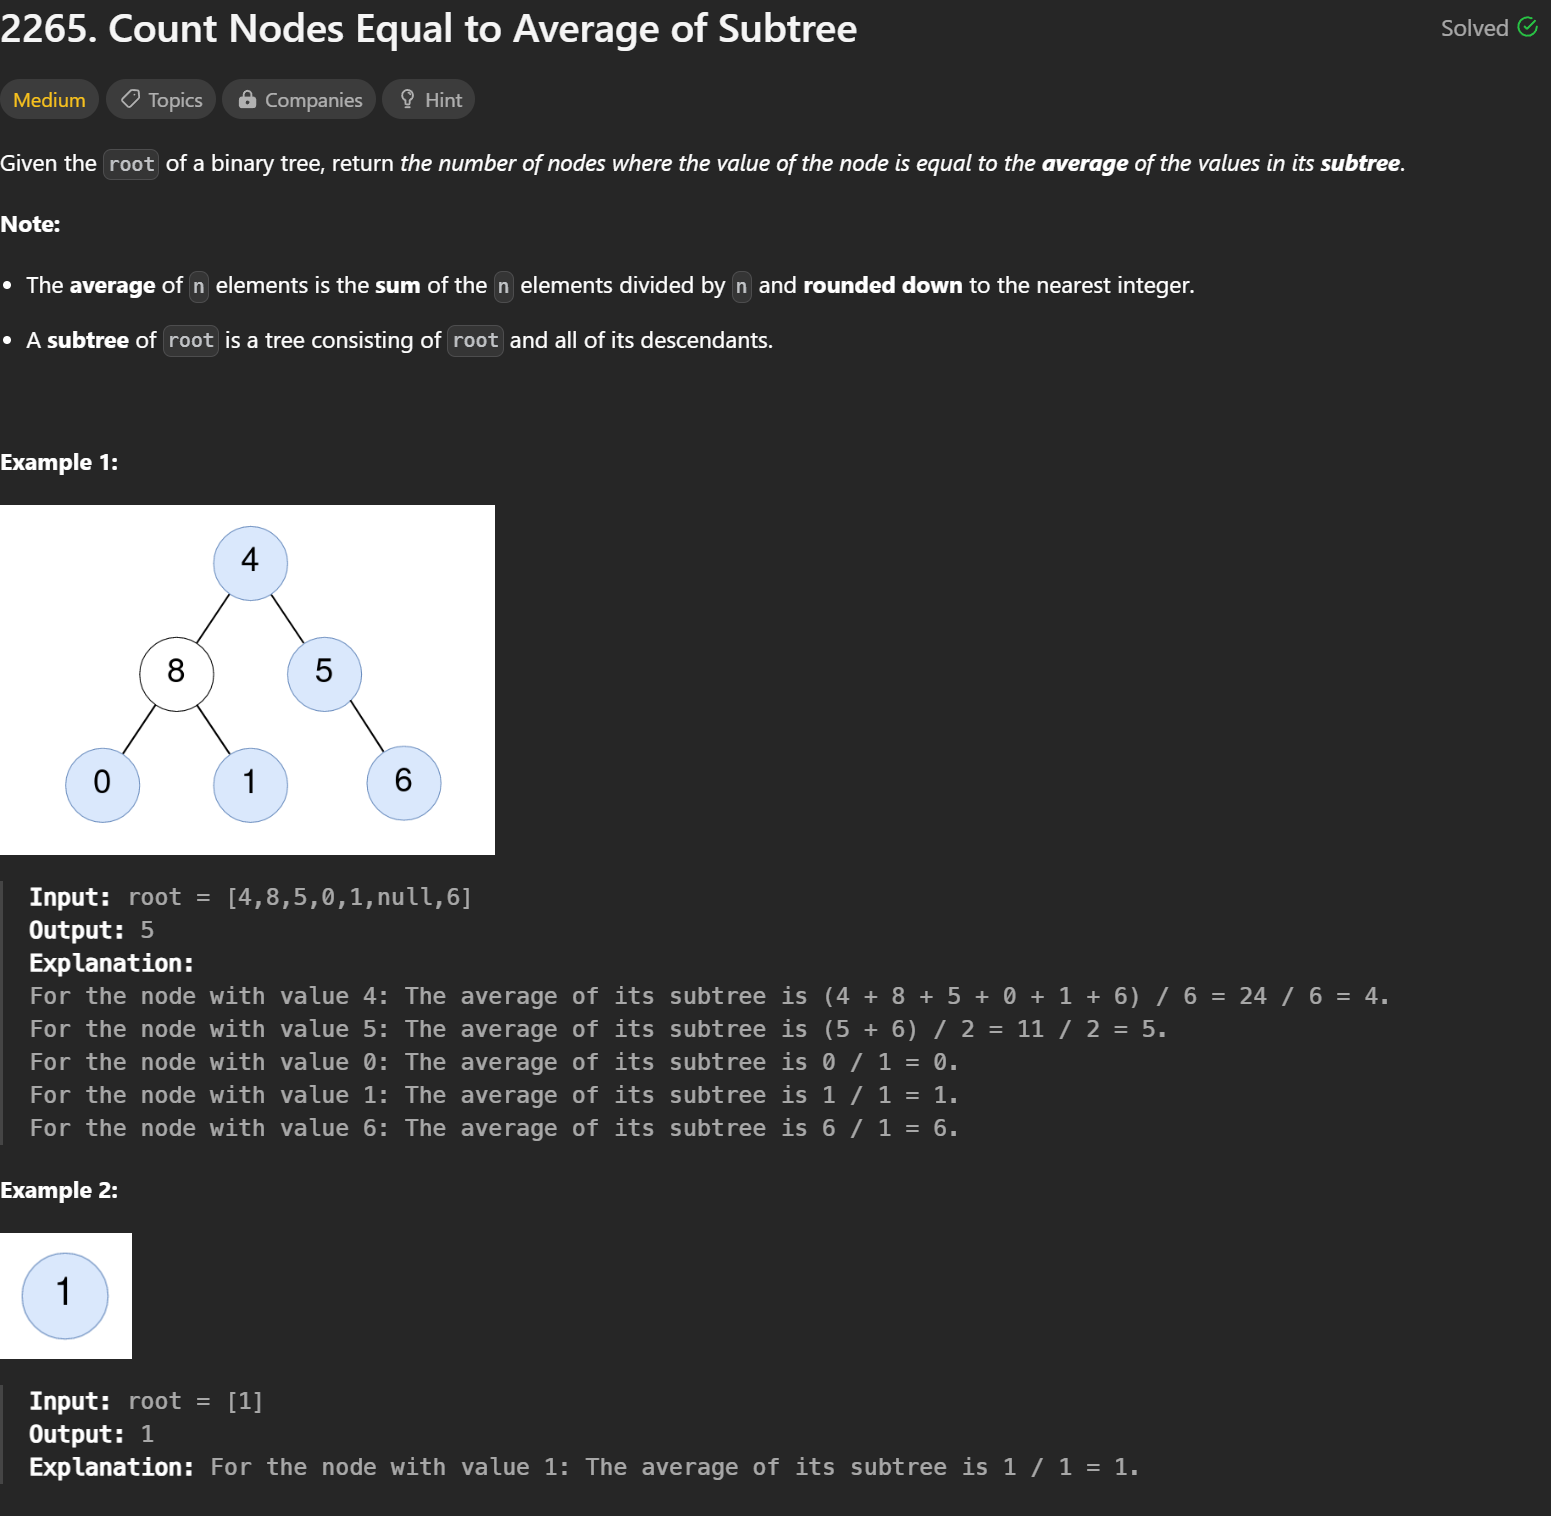 2265. Count Nodes Equal to Average of Subtree
Solved
Medium Topics Companies Hint
Given the root of a binary tree, return the number of nodes where the value of the node is equal to the average of the values in its subtree.
Note:
• The average of n elements is the sum of the n elements divided by n and rounded down to the nearest integer.
• A subtree of root is a tree consisting of root and all of its descendants.
Example 1:
4
8 5
0 1 6
Input: root = [4,8,5,0,1,null,6]
Output: 5
Explanation:
For the node with value 4: The average of its subtree is (4 + 8 + 5 + 0 + 1 + 6) / 6 = 24 / 6 = 4.
For the node with value 5: The average of its subtree is (5 + 6) / 2 = 11 / 2 = 5.
For the node with value 0: The average of its subtree is 0 / 1 = 0.
For the node with value 1: The average of its subtree is 1 / 1 = 1.
For the node with value 6: The average of its subtree is 6 / 1 = 6.
Example 2:
1
Input: root = [1]
Output: 1
Explanation: For the node with value 1: The average of its subtree is 1 / 1 = 1.